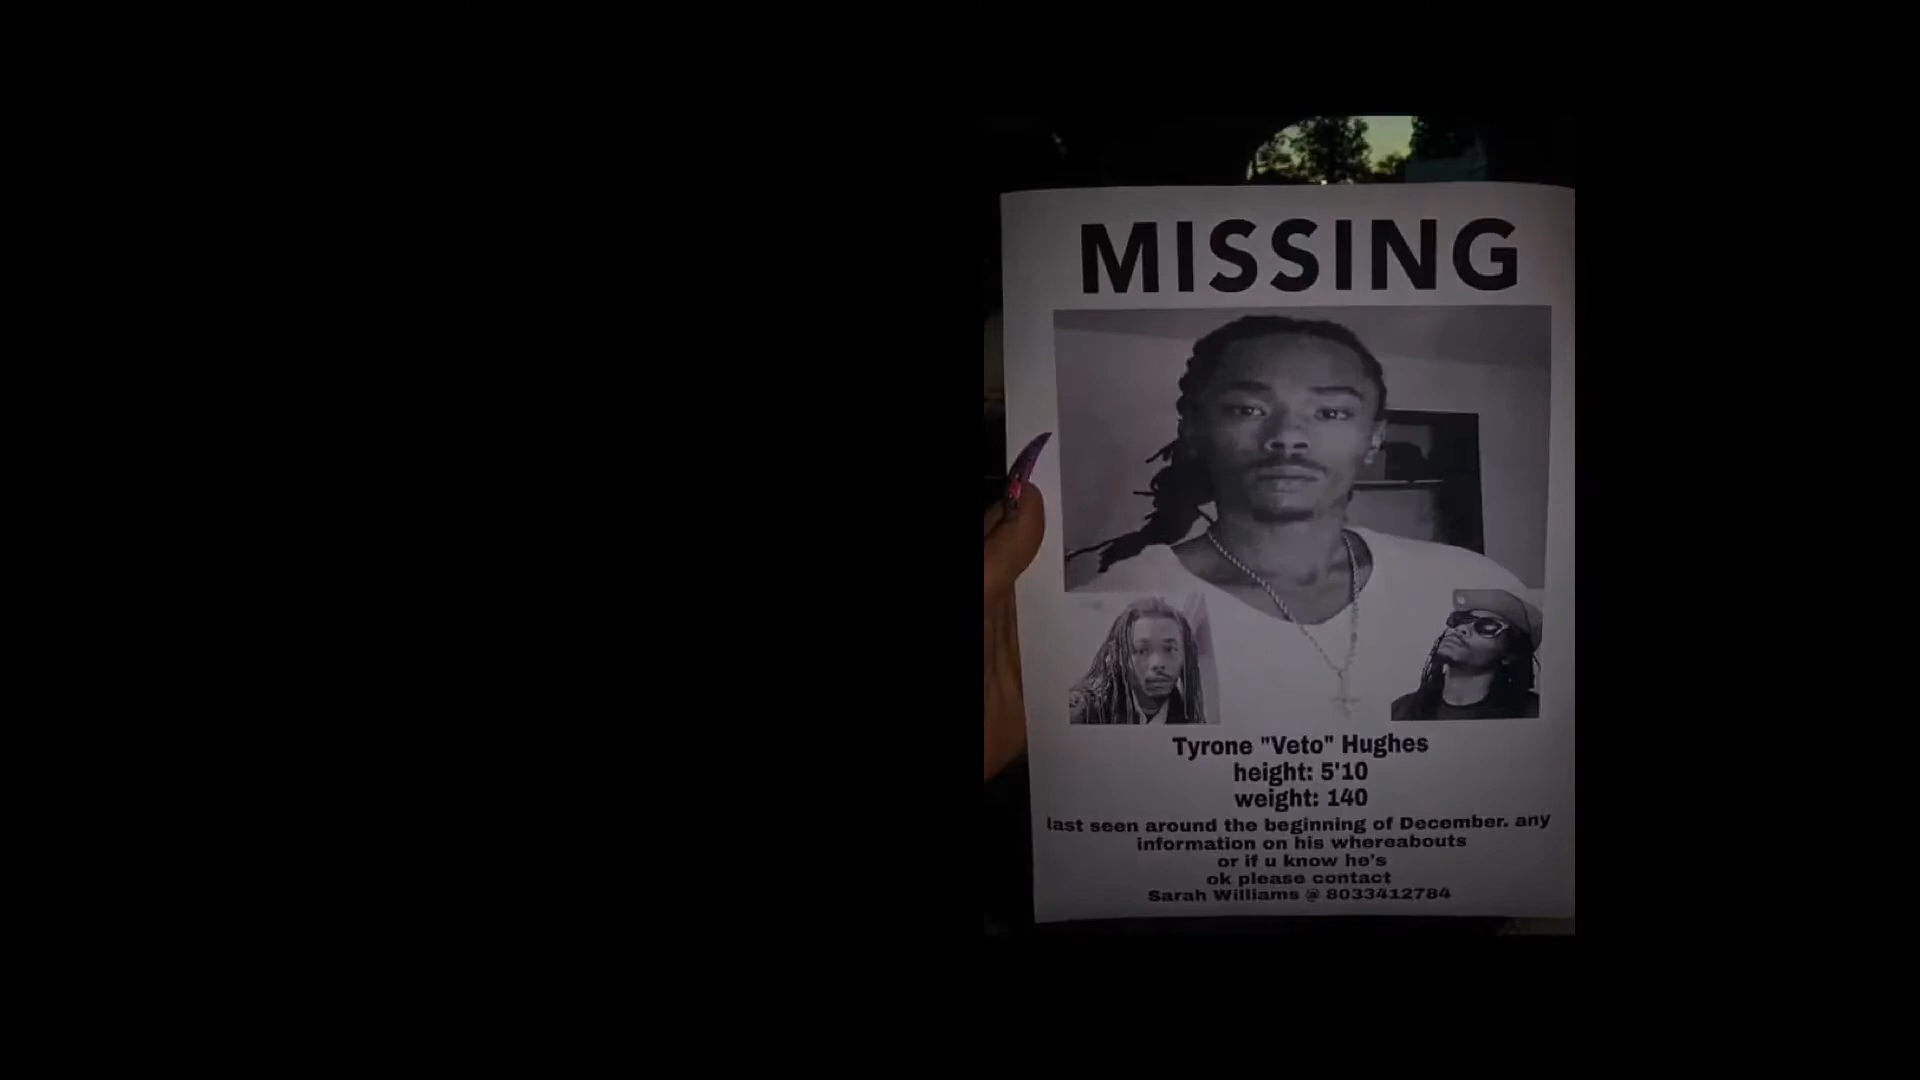 MISSING
Tyrone "Veto" Hughes
height: 5'10
weight: 140
last seen around the beginning of December. any
information on his whereabouts
or if u know he's
ok please contact
Sarah Williams @ 8033412784